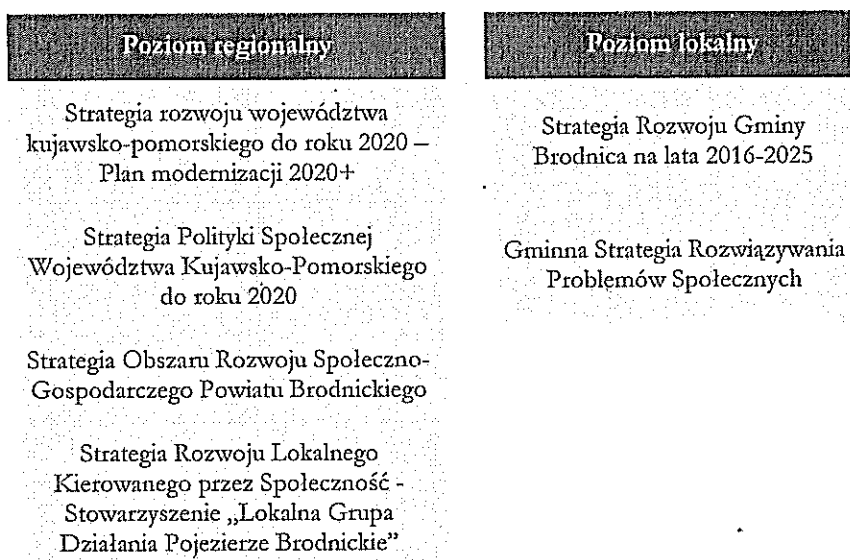 Poziom regionalny
Strategia rozwoju województwa
kujawsko-pomorskiego do roku 2020 –
Plan modernizacji 2020+
Strategia Polityki Społecznej
Województwa Kujawsko-Pomorskiego
do roku 2020
Strategia Obszaru Rozwoju Społeczno-
Gospodarczego Powiatu Brodnickiego
Strategia Rozwoju Lokalnego
Kierowanego przez Społeczność -
Stowarzyszenie „Lokalna Grupa
Działania Pojezierze Brodnickie”
Poziom lokalny
Strategia Rozwoju Gminy
Brodnica na lata 2016-2025
Gminna Strategia Rozwiązywania
Problemów Społecznych